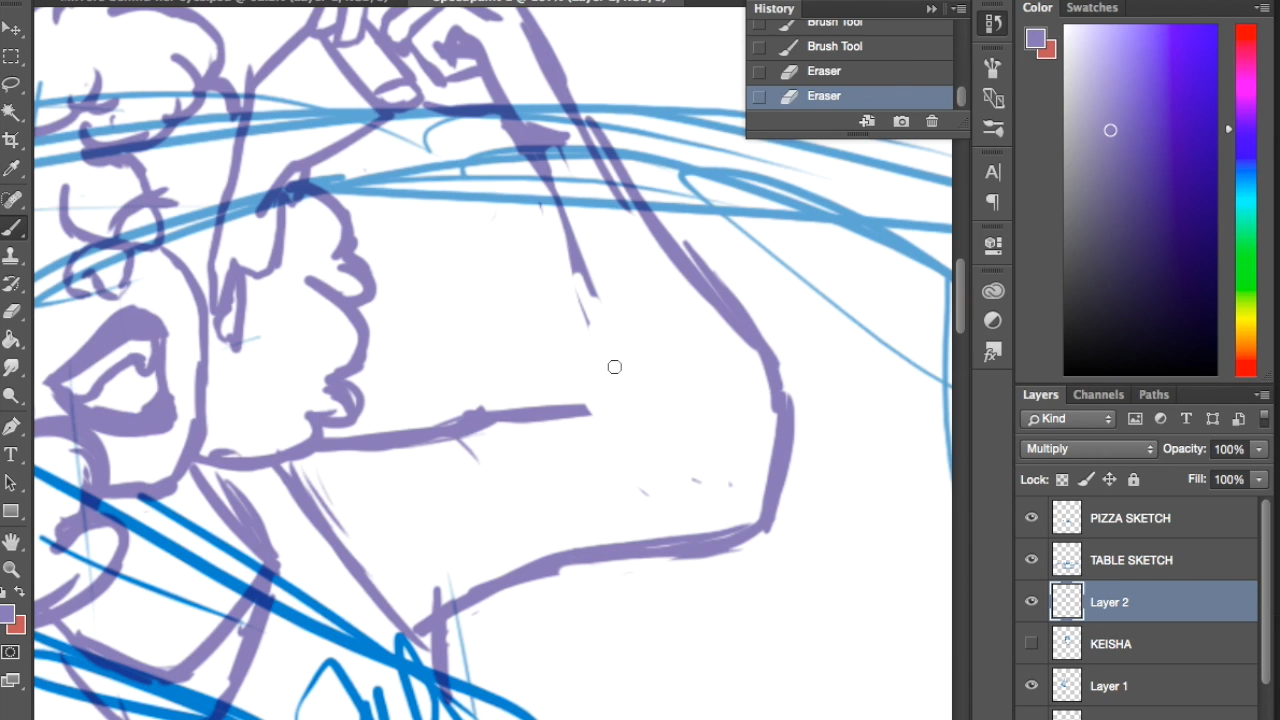 History
Brush Tool
Brush Tool
Eraser
Eraser
Color Swatches
Layers Channels Paths
Kind
Multiply Opacity: 100%
Lock: Fill: 100%
PIZZA SKETCH
TABLE SKETCH
Layer 2
KEISHA
Layer 1